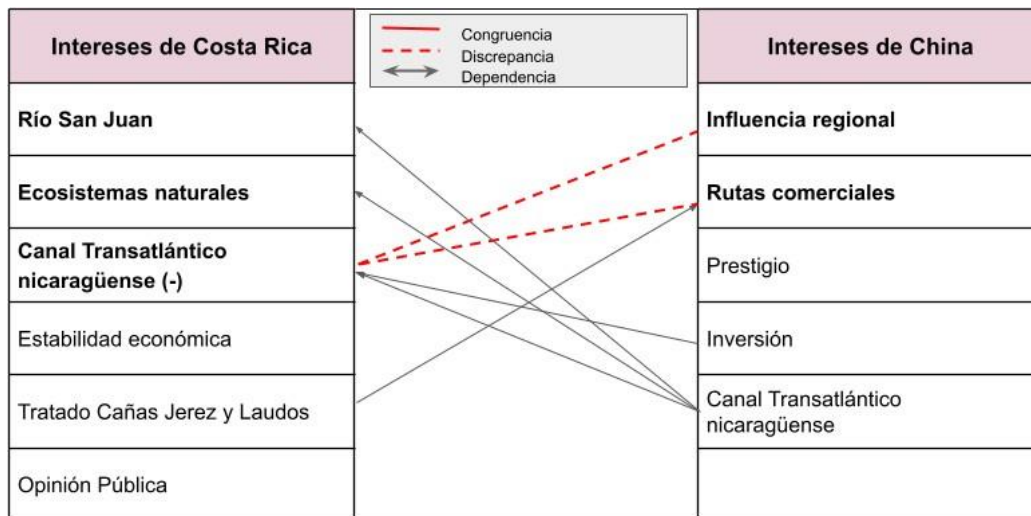 Intereses de Costa Rica
Congruencia
Discrepancia
Dependencia
Intereses de China
Río San Juan
Influencia regional
Ecosistemas naturales
Rutas comerciales
Canal Transatlántico
nicaragüense (-)
Prestigio
Estabilidad económica
Inversión
Tratado Cañas Jerez y Laudos
Canal Transatlántico
nicaragüense
Opinión Pública